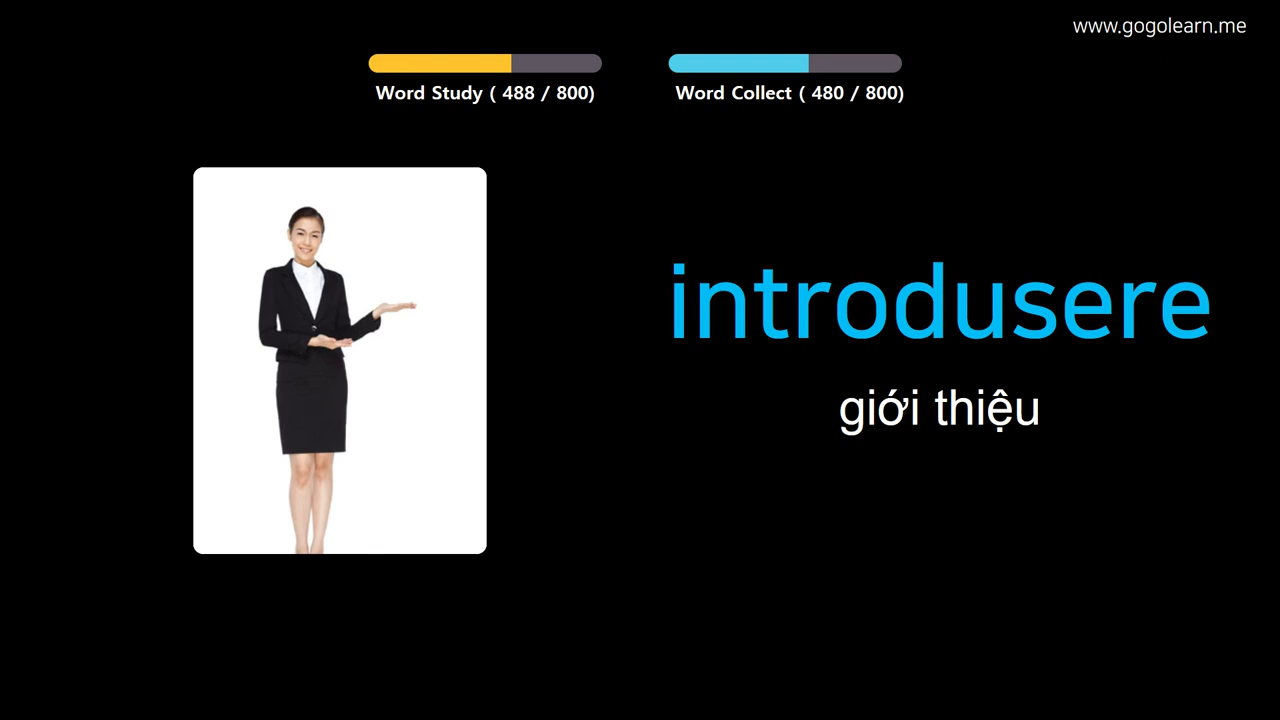 www.gogolearn.me
Word Study ( 488 / 800)
Word Collect ( 480 / 800)
introdusere
giới thiệu